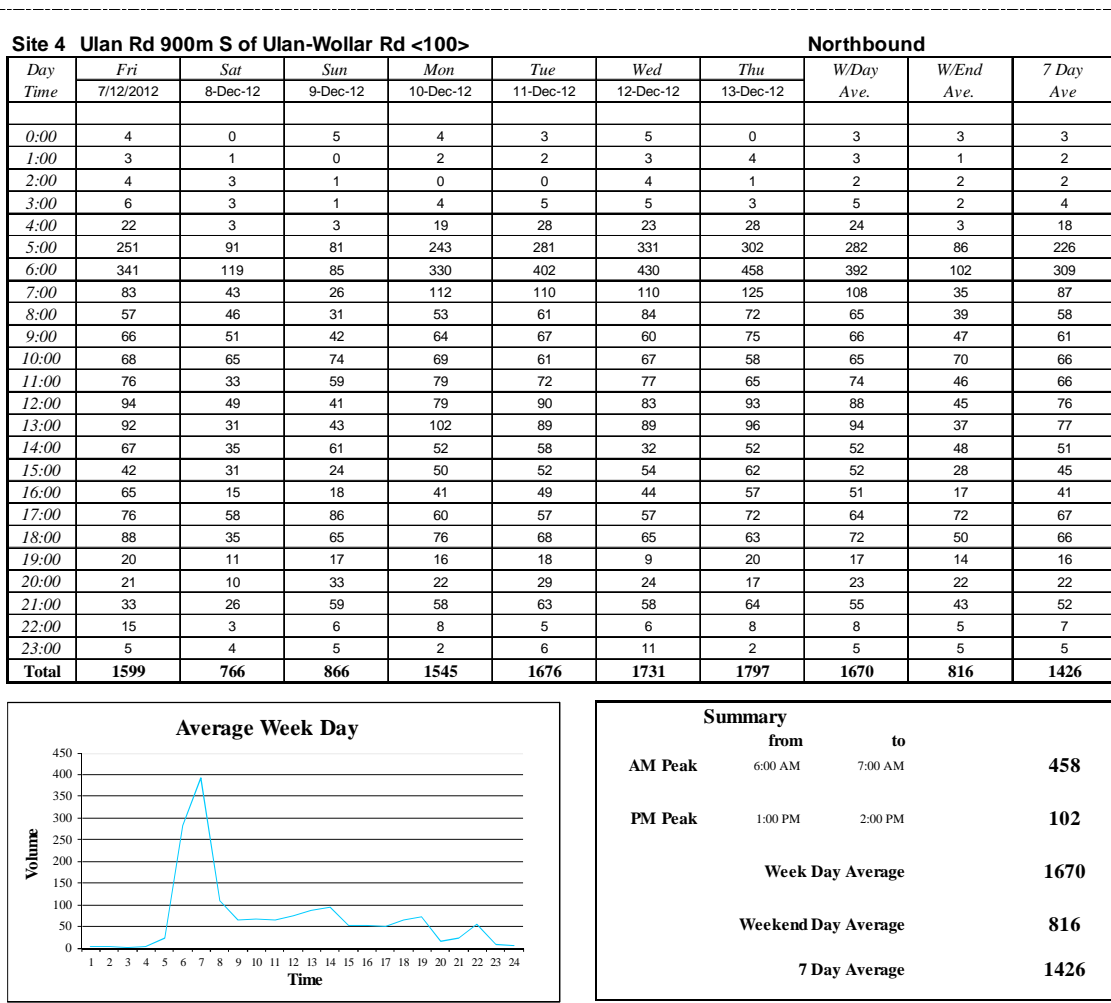 Site 4 Ulan Rd 900m S of Ulan-Wollar Rd <100> Northbound
Day Fri Sat Sun Mon Tue Wed Thu W/Day W/End 7 Day
Time 7/12/2012 8-Dec-12 9-Dec-12 10-Dec-12 11-Dec-12 12-Dec-12 13-Dec-12 Ave. Ave. Ave
0:00 4 0 5 4 3 5 0 3 3 3
1:00 3 1 0 2 2 3 4 3 1 2
2:00 4 3 1 0 0 4 1 2 2 2
3:00 6 3 1 4 5 5 3 5 2 4
4:00 22 3 3 19 28 23 28 24 3 18
5:00 251 91 81 243 281 331 302 282 86 226
6:00 341 119 85 330 402 430 458 392 102 309
7:00 83 43 26 112 110 110 125 108 35 87
8:00 57 46 31 53 61 84 72 65 39 58
9:00 66 51 42 64 67 60 75 66 47 61
10:00 68 65 74 69 61 67 58 65 70 66
11:00 76 33 59 79 72 77 65 74 46 66
12:00 94 49 41 79 90 83 93 88 45 76
13:00 92 31 43 102 89 89 96 94 37 77
14:00 67 35 61 52 58 32 52 52 48 51
15:00 42 31 24 50 52 54 62 52 28 45
16:00 65 15 18 41 49 44 57 51 17 41
17:00 76 58 86 60 57 57 72 64 72 67
18:00 88 35 65 76 68 65 63 72 50 66
19:00 20 11 17 16 18 9 20 17 14 16
20:00 21 10 33 22 29 24 17 23 22 22
21:00 33 26 59 58 63 58 64 55 43 52
22:00 15 3 6 8 5 6 8 8 5 7
23:00 5 4 5 2 6 11 2 5 5 5
Total 1599 766 866 1545 1676 1731 1797 1670 816 1426
Average Week Day
450
400
350
300
250
200
150
100
50
0
Volume
1 2 3 4 5 6 7 8 9 10 11 12 13 14 15 16 17 18 19 20 21 22 23 24
Time
Summary
from to
AM Peak 6:00 AM 7:00 AM 458
PM Peak 1:00 PM 2:00 PM 102
Week Day Average 1670
Weekend Day Average 816
7 Day Average 1426